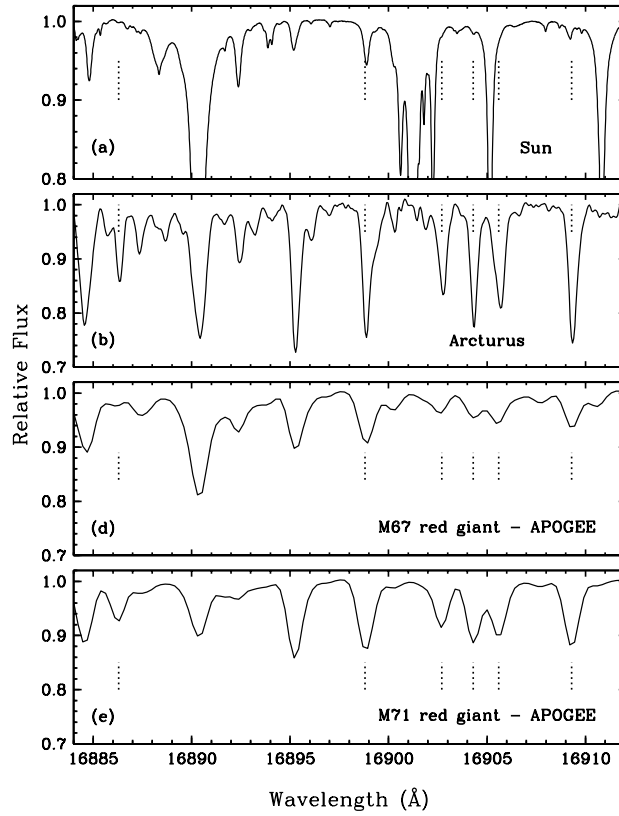 1.0
0.9
0.8
(a)
Sun
1.0
0.9
0.8
0.7
(b)
Arcturus
1.0
0.9
0.8
0.7
(d)
M67 red giant - APOGEE
1.0
0.9
0.8
0.7
(e)
M71 red giant - APOGEE
Relative Flux
16885 16890 16895 16900 16905 16910
Wavelength (Å)